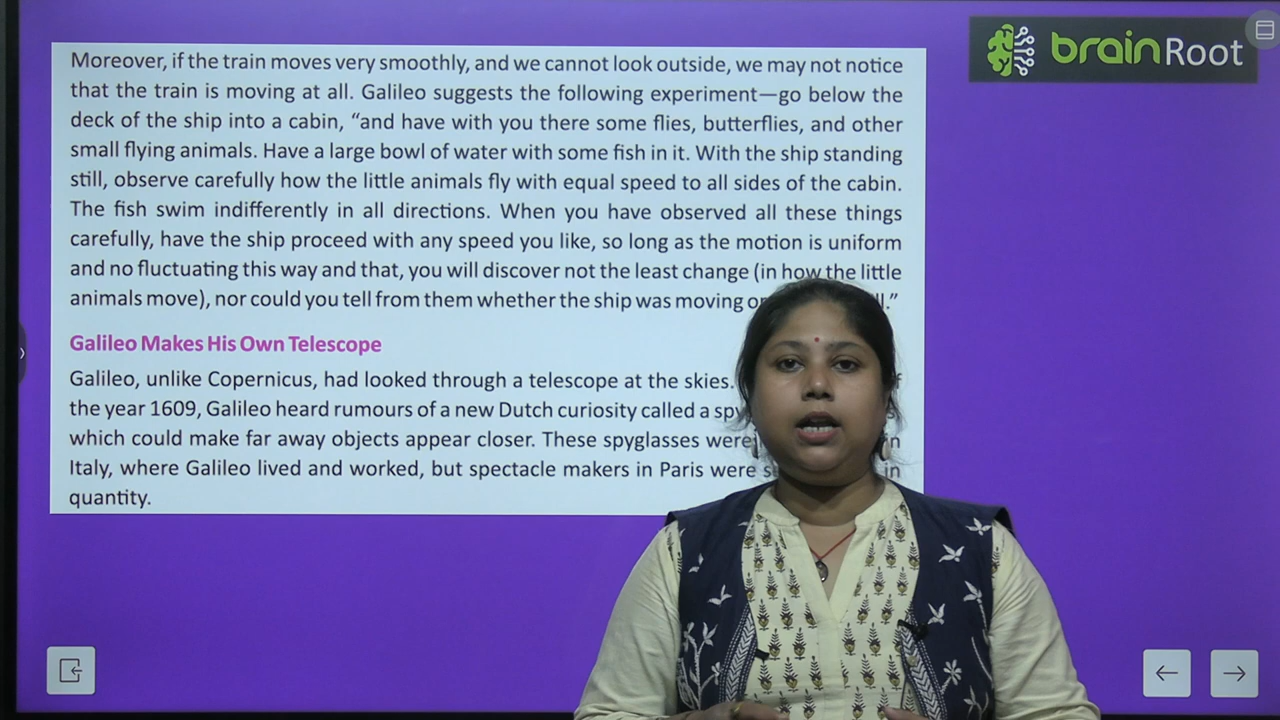 brainRoot
Moreover, if the train moves very smoothly, and we cannot look outside, we may not notice
that the train is moving at all. Galileo suggests the following experiment—go below the
deck of the ship into a cabin, “and have with you there some flies, butterflies, and other
small flying animals. Have a large bowl of water with some fish in it. With the ship standing
still, observe carefully how the little animals fly with equal speed to all sides of the cabin.
The fish swim indifferently in all directions. When you have observed all these things
carefully, have the ship proceed with any speed you like, so long as the motion is uniform
and no fluctuating this way and that, you will discover not the least change (in how the little
animals move), nor could you tell from them whether the ship was moving
Galileo Makes His Own Telescope
Galileo, unlike Copernicus, had looked through a telescope at the skies.
the year 1609, Galileo heard rumours of a new Dutch curiosity called a
which could make far away objects appear closer. These spyglasses were
Italy, where Galileo lived and worked, but spectacle makers in Paris were in
quantity.